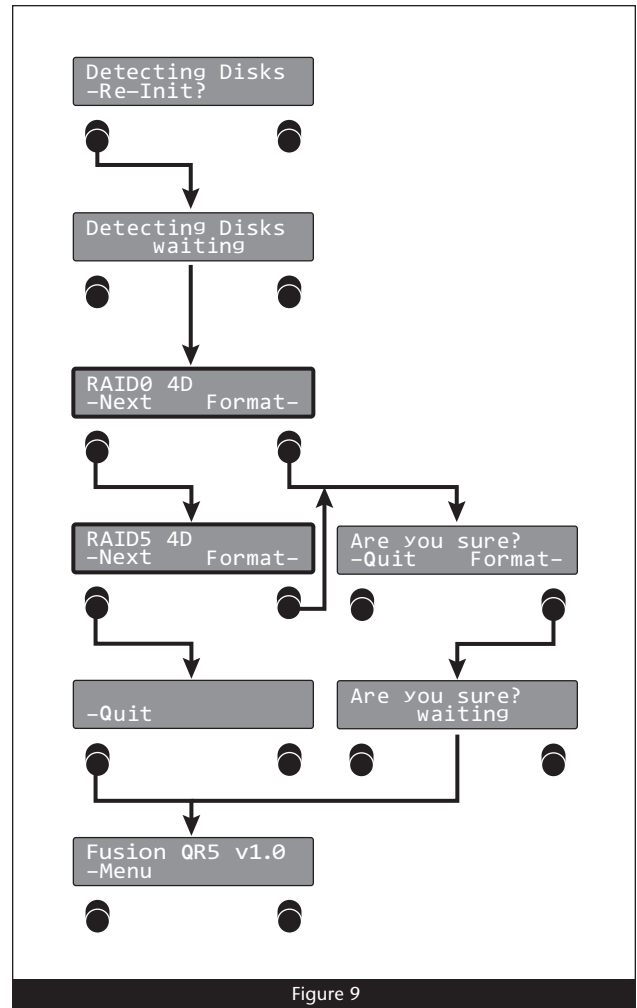 Detecting Disks
-Re-Init?
Detecting Disks
waiting
RAID0 4D
-Next Format-
RAID5 4D
-Next Format-
Are you sure?
-Quit Format-
-Quit
Are you sure?
waiting
Fusion QR5 v1.0
-Menu
Figure 9